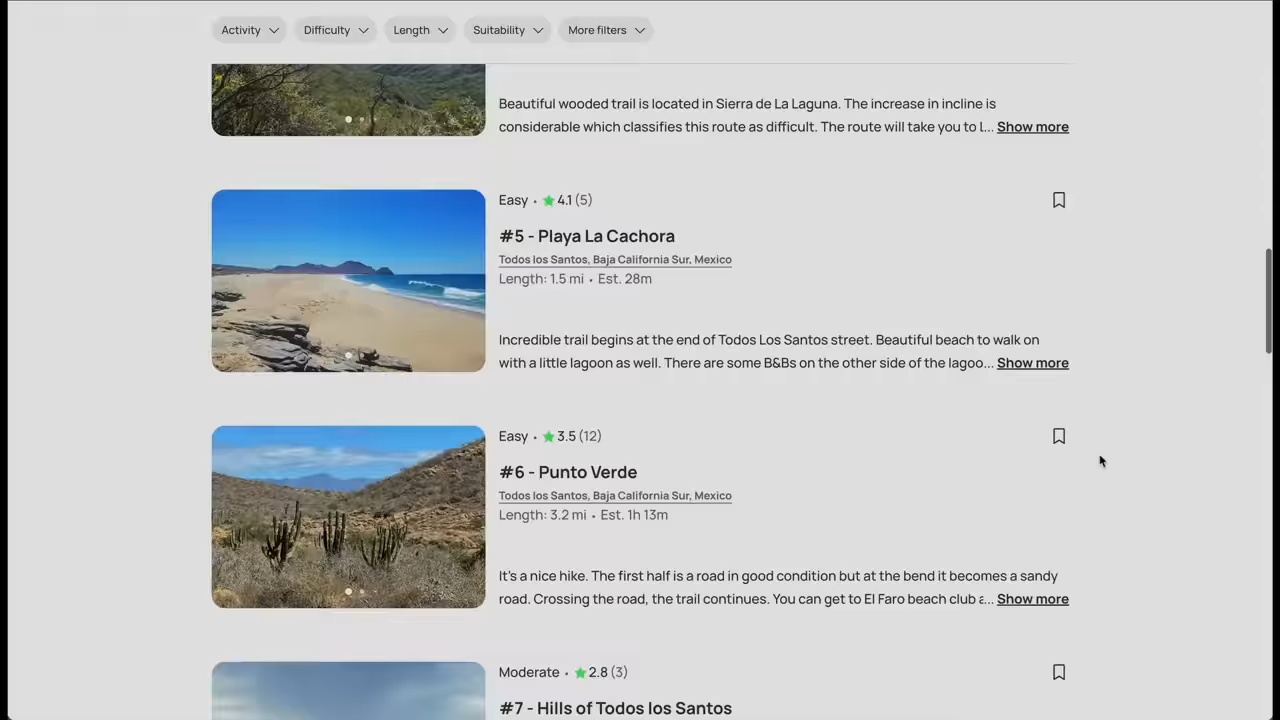 Activity
Difficulty
Length
Suitability
More filters
Beautiful wooded trail is located in Sierra de La Laguna. The increase in incline is
considerable which classifies this route as difficult. The route will take you to L... Show more
Easy • 4.1 (5)
#5 - Playa La Cachora
Todos los Santos, Baja California Sur, Mexico
Length: 1.5 mi • Est. 28m
Incredible trail begins at the end of Todos Los Santos street. Beautiful beach to walk on
with a little lagoon as well. There are some B&Bs on the other side of the lagoo... Show more
Easy • 3.5 (12)
#6 - Punto Verde
Todos los Santos, Baja California Sur, Mexico
Length: 3.2 mi • Est. 1h 13m
It's a nice hike. The first half is a road in good condition but at the bend it becomes a sandy
road. Crossing the road, the trail continues. You can get to El Faro beach club a... Show more
Moderate • 2.8 (3)
#7 - Hills of Todos los Santos